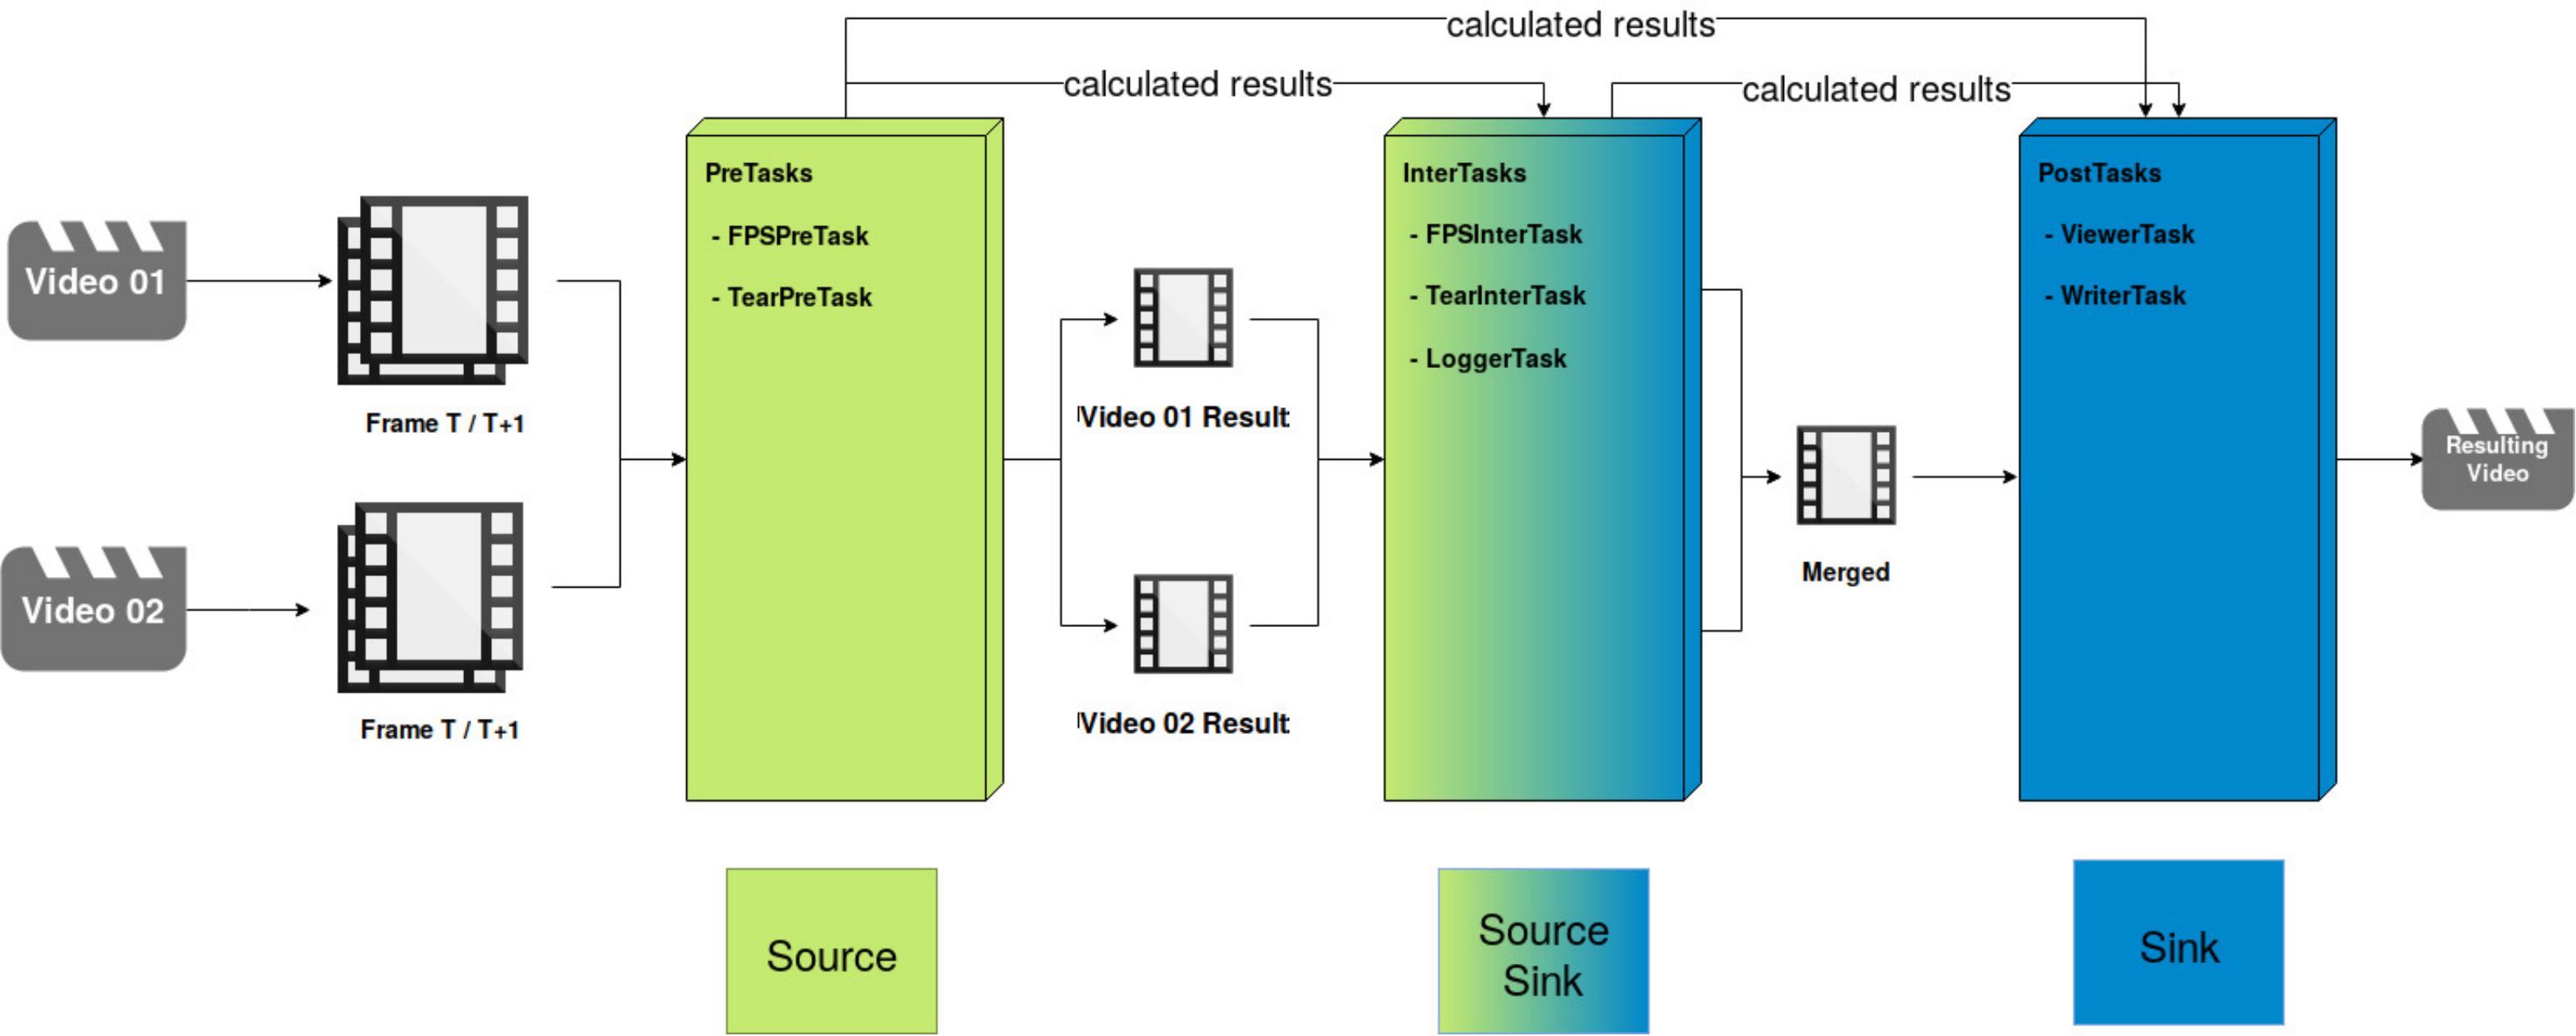 calculated results
calculated results
calculated results
Video 01
Frame T / T+1
Video 02
Frame T / T+1
PreTasks
- FPSPreTask
- TearPreTask
Video 01 Result
Video 02 Result
InterTasks
- FPSInterTask
- TearInterTask
- LoggerTask
Merged
PostTasks
- ViewerTask
- WriterTask
Resulting
Video
Source
Source
Sink
Sink